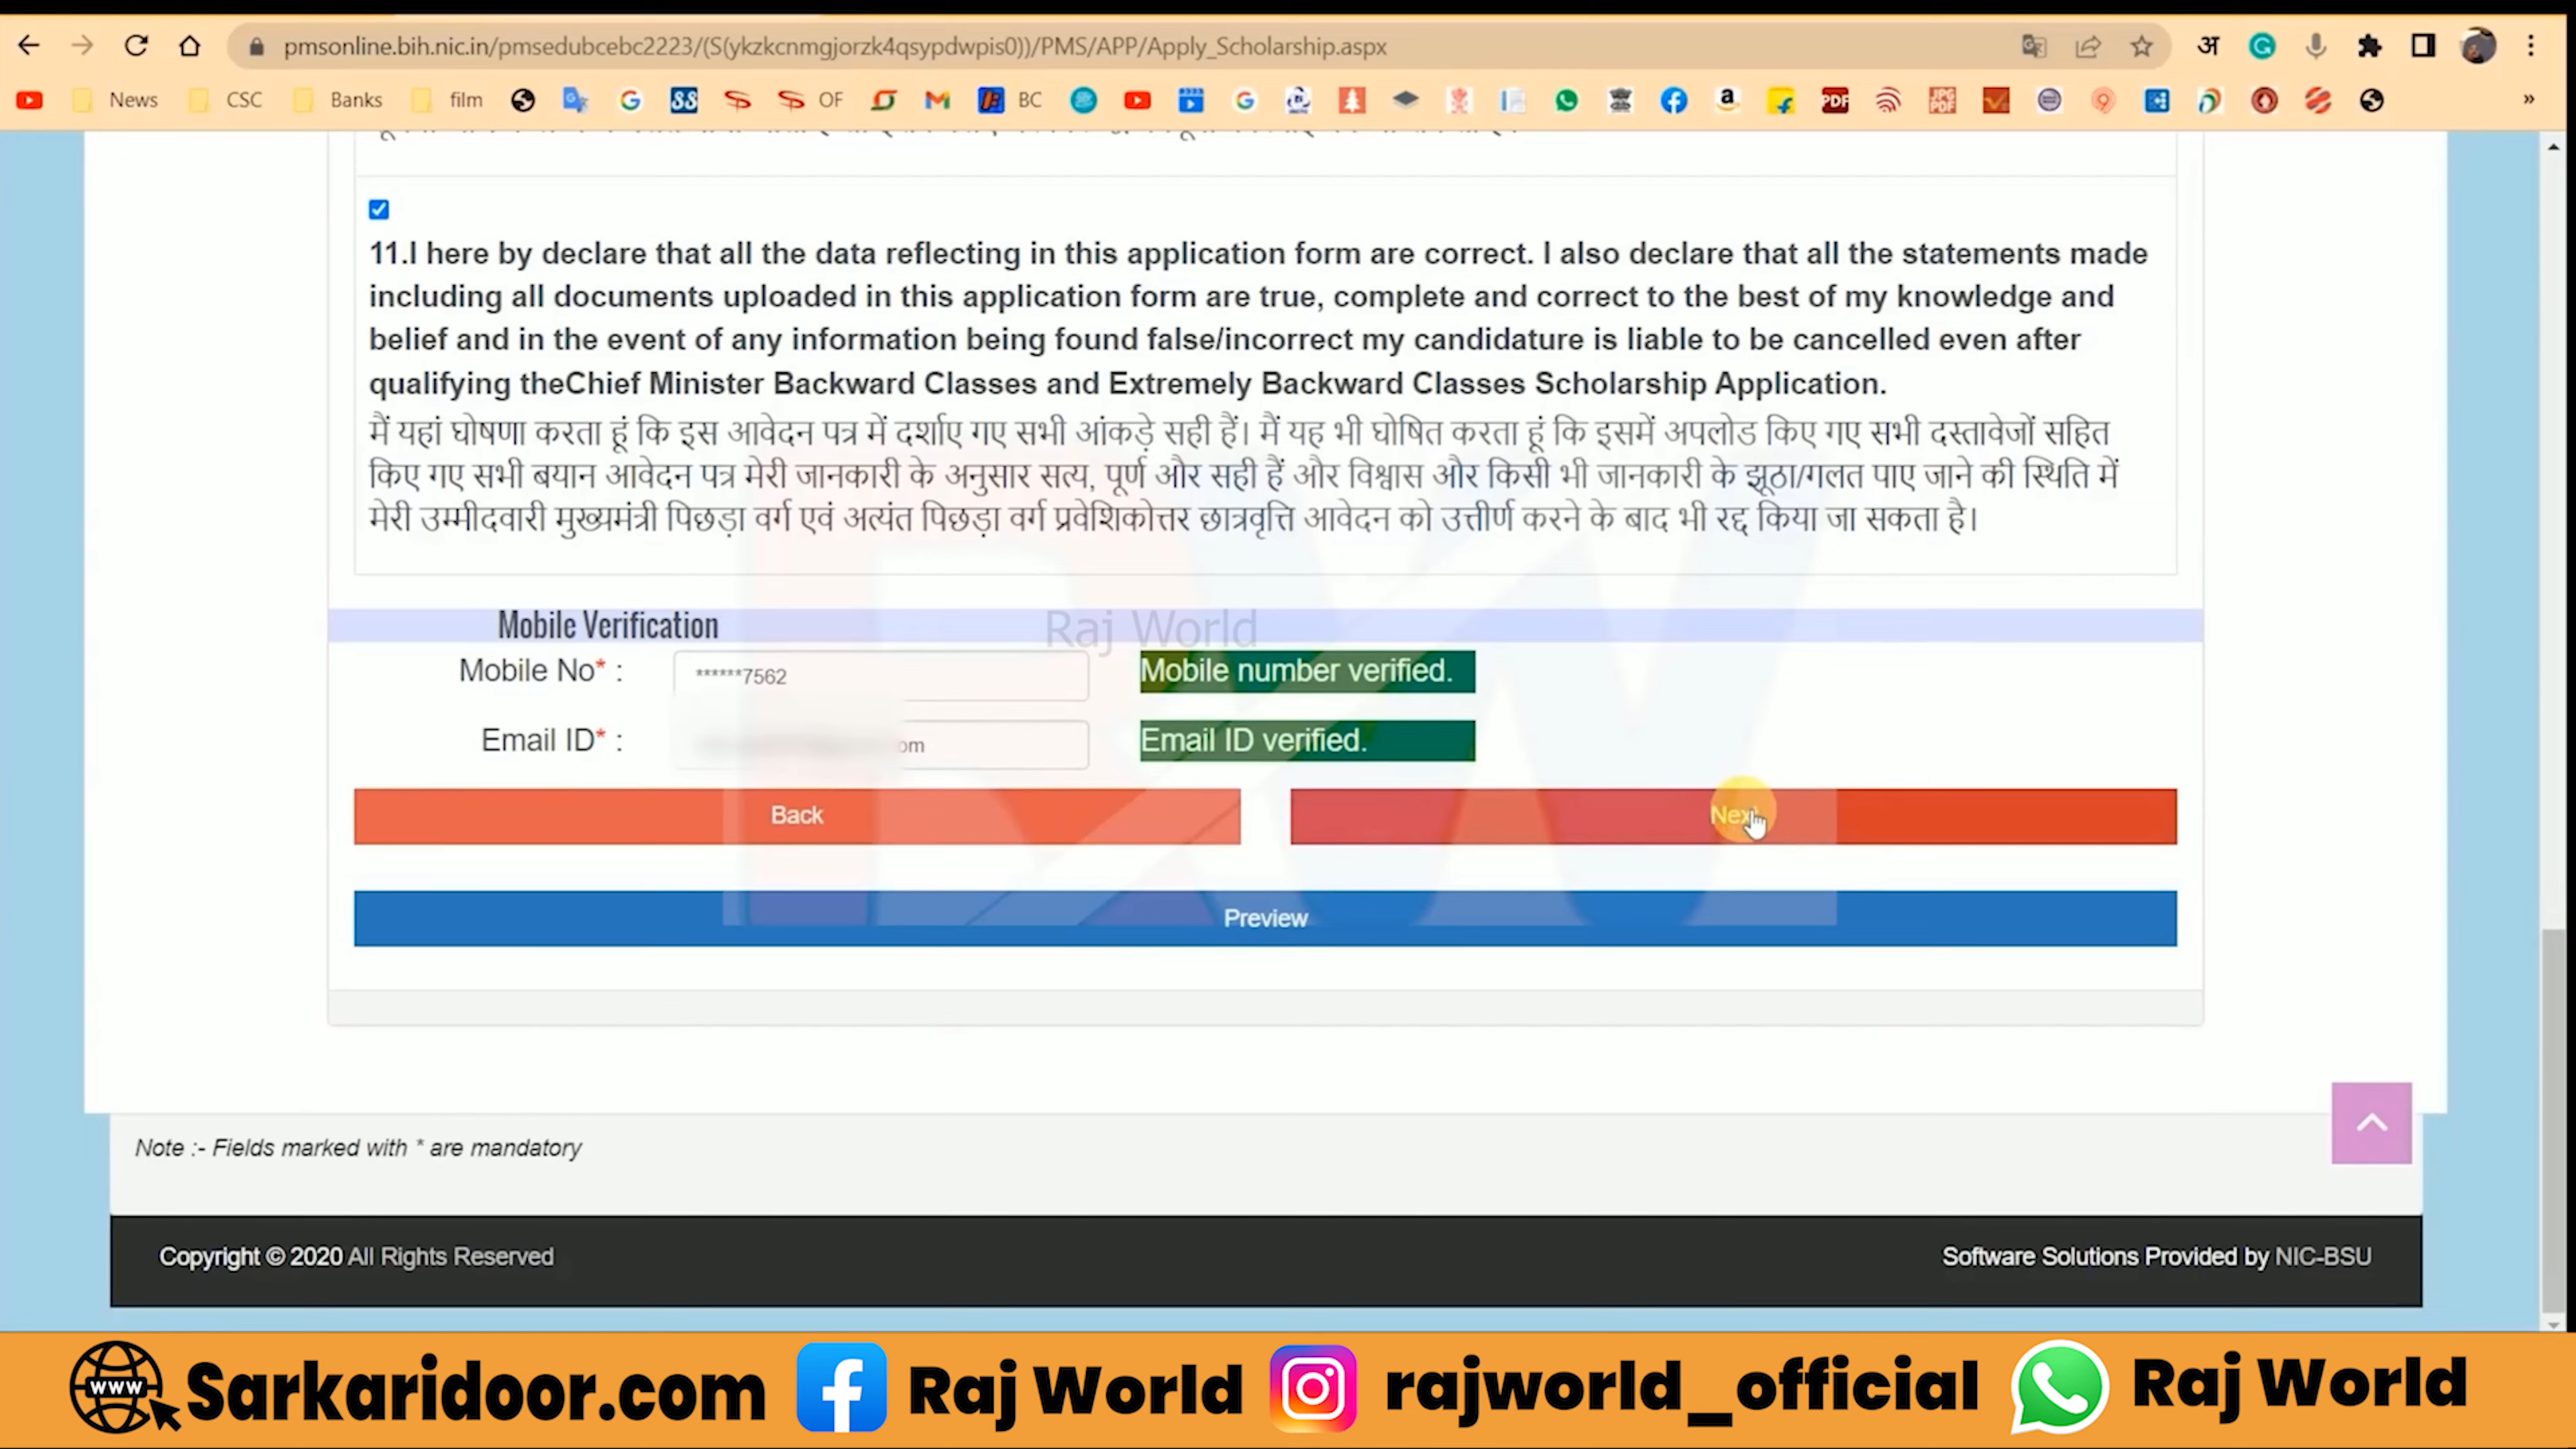 pmsonline.bih.nic.in/pmsedubcebc2223/(S(ykzkcnmgjorzk4qsypdwpis0))/PMS/APP/Apply_Scholarship.aspx
अ
News CSC Banks film OF BC
11.I here by declare that all the data reflecting in this application form are correct. I also declare that all the statements made
including all documents uploaded in this application form are true, complete and correct to the best of my knowledge and
belief and in the event of any information being found false/incorrect my candidature is liable to be cancelled even after
qualifying theChief Minister Backward Classes and Extremely Backward Classes Scholarship Application.
मैं यहां घोषणा करता हूं कि इस आवेदन पत्र में दर्शाए गए सभी आंकड़े सही हैं। मैं यह भी घोषित करता हूं कि इसमें अपलोड किए गए सभी दस्तावेजों सहित
किए गए सभी बयान आवेदन पत्र मेरी जानकारी के अनुसार सत्य, पूर्ण और सही हैं और विश्वास और किसी भी जानकारी के झूठा/गलत पाए जाने की स्थिति में
मेरी उम्मीदवारी मुख्यमंत्री पिछड़ा वर्ग एवं अत्यंत पिछड़ा वर्ग प्रवेशिकोत्तर छात्रवृत्ति आवेदन को उत्तीर्ण करने के बाद भी रद्द किया जा सकता है।
Mobile Verification
Raj World
Mobile No* : ******7562 Mobile number verified.
Email ID* : om Email ID verified.
Back Next
Preview
Note :- Fields marked with * are mandatory
Copyright © 2020 All Rights Reserved Software Solutions Provided by NIC-BSU
www Sarkaridoor.com Raj World rajworld_official Raj World